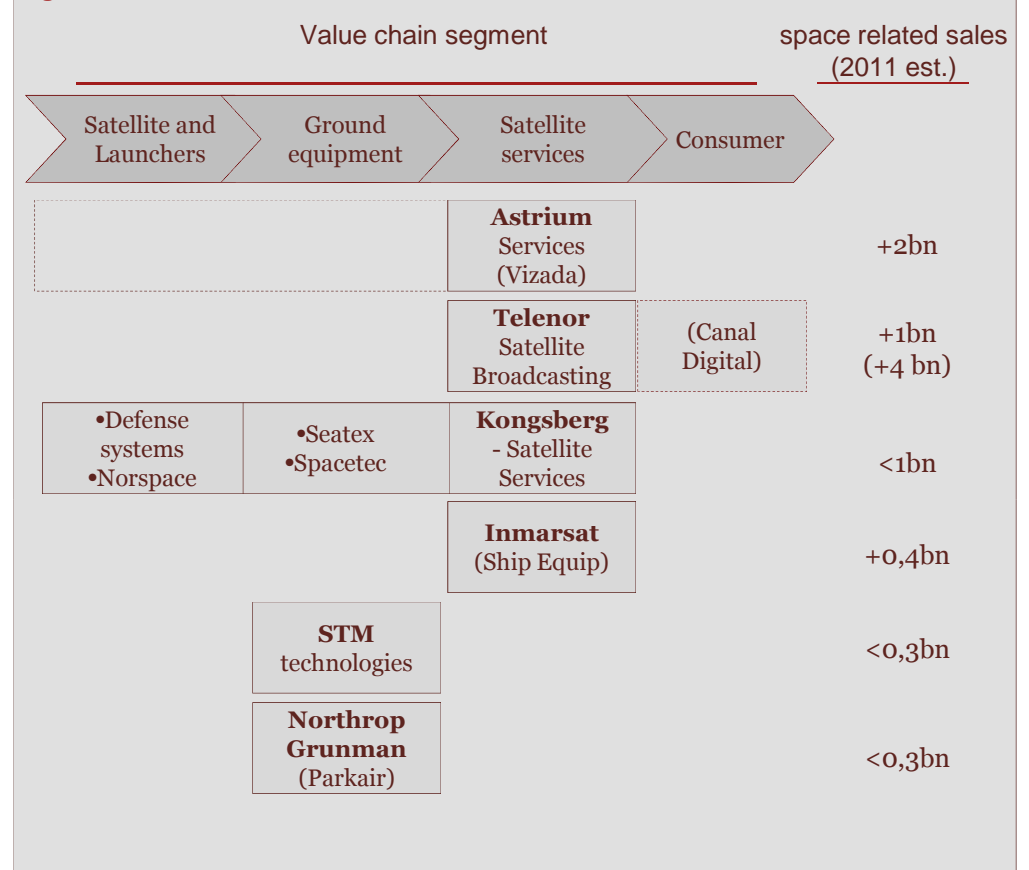 Value chain segment
space related sales
(2011 est.)
Satellite and
Launchers
Ground
equipment
Satellite
services
Consumer
Astrium
Services
(Vizada)
+2bn
Telenor
Satellite
Broadcasting
(Canal
Digital)
+1bn
(+4 bn)
•Defense
systems
•Norspace
•Seatex
•Spacetec
Kongsberg
- Satellite
Services
<1bn
Inmarsat
(Ship Equip)
+0,4bn
STM
technologies
<0,3bn
Northrop
Grunman
(Parkair)
<0,3bn